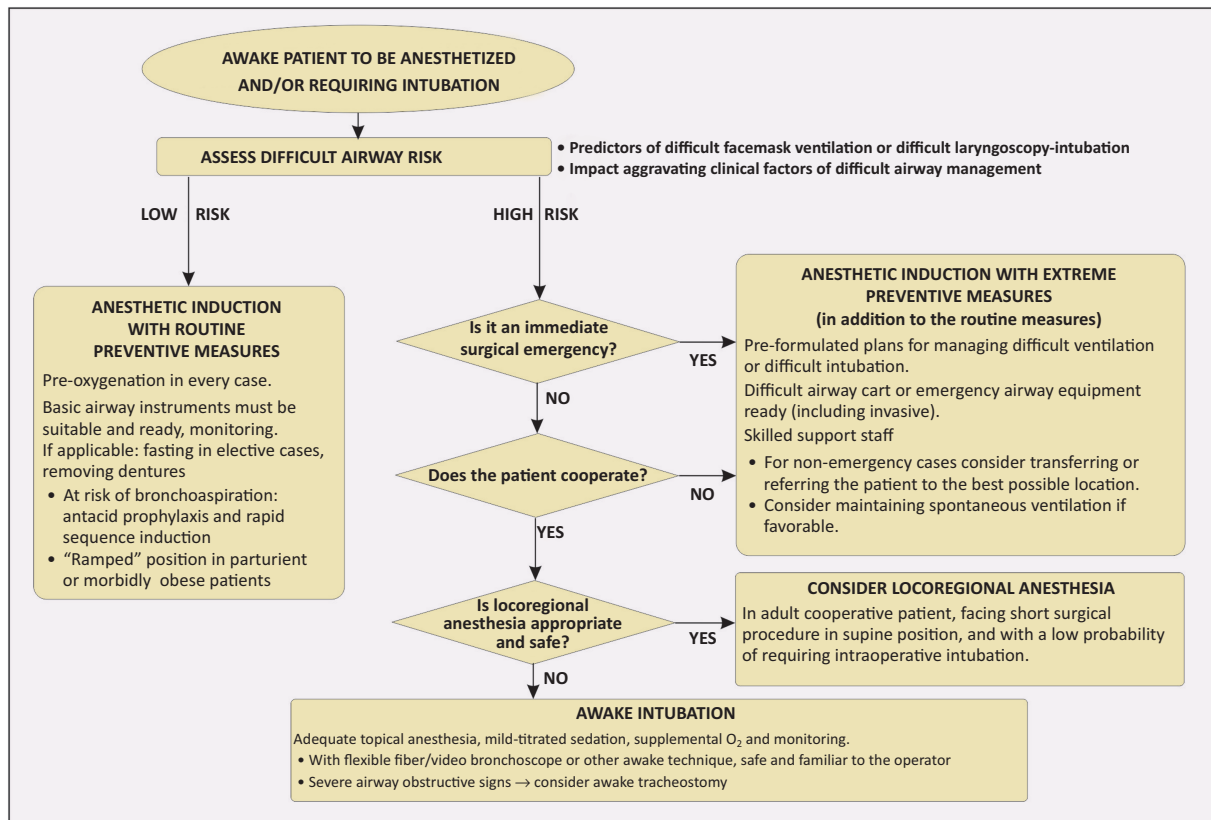 AWAKE PATIENT TO BE ANESTHETIZED
AND/OR REQUIRING INTUBATION
ASSESS DIFFICULT AIRWAY RISK
• Predictors of difficult facemask ventilation or difficult laryngoscopy-intubation
• Impact aggravating clinical factors of difficult airway management
LOW RISK
HIGH RISK
ANESTHETIC INDUCTION
WITH ROUTINE
PREVENTIVE MEASURES
Pre-oxygenation in every case.
Basic airway instruments must be
suitable and ready, monitoring.
If applicable: fasting in elective cases,
removing dentures
• At risk of bronchoaspiration:
antacid prophylaxis and rapid
sequence induction
• “Ramped” position in parturient
or morbidly obese patients
Is it an immediate
surgical emergency?
YES
NO
ANESTHETIC INDUCTION WITH EXTREME
PREVENTIVE MEASURES
(in addition to the routine measures)
Pre-formulated plans for managing difficult ventilation
or difficult intubation.
Difficult airway cart or emergency airway equipment
ready (including invasive).
Skilled support staff
• For non-emergency cases consider transferring or
referring the patient to the best possible location.
• Consider maintaining spontaneous ventilation if
favorable.
Does the patient cooperate?
NO
YES
Is locoregional
anesthesia appropriate
and safe?
YES
NO
CONSIDER LOCOREGIONAL ANESTHESIA
In adult cooperative patient, facing short surgical
procedure in supine position, and with a low probability
of requiring intraoperative intubation.
AWAKE INTUBATION
Adequate topical anesthesia, mild-titrated sedation, supplemental O₂ and monitoring.
• With flexible fiber/video bronchoscope or other awake technique, safe and familiar to the operator
• Severe airway obstructive signs → consider awake tracheostomy